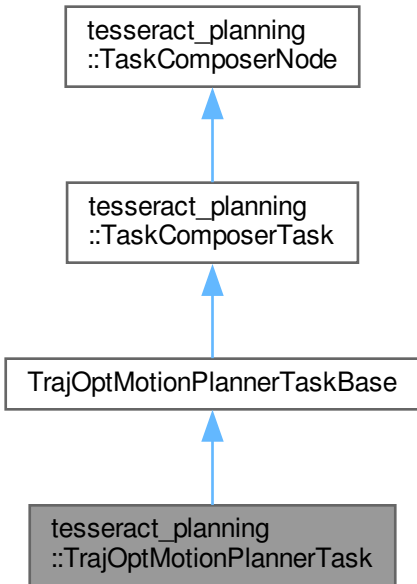 tesseract_planning
::TaskComposerNode
tesseract_planning
::TaskComposerTask
TrajOptMotionPlannerTaskBase
tesseract_planning
::TrajOptMotionPlannerTask